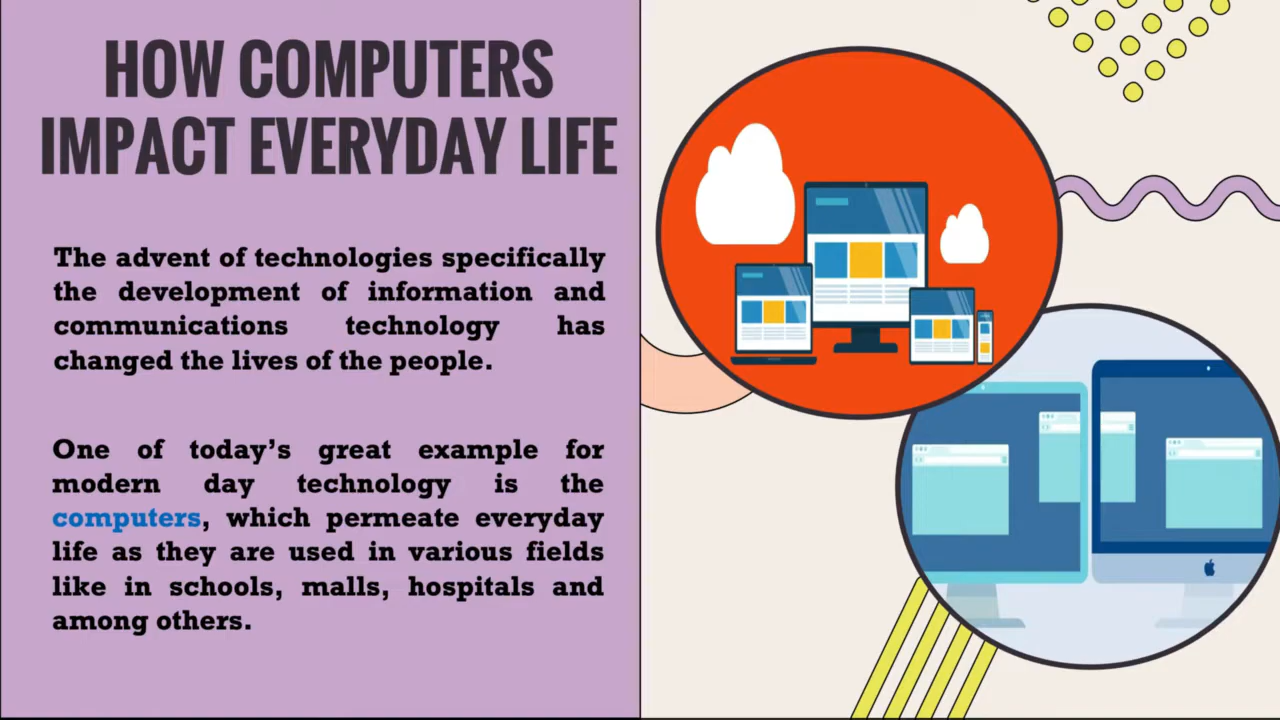 HOW COMPUTERS
IMPACT EVERYDAY LIFE
The advent of technologies specifically
the development of information and
communications technology has
changed the lives of the people.
One of today’s great example for
modern day technology is the
computers, which permeate everyday
life as they are used in various fields
like in schools, malls, hospitals and
among others.